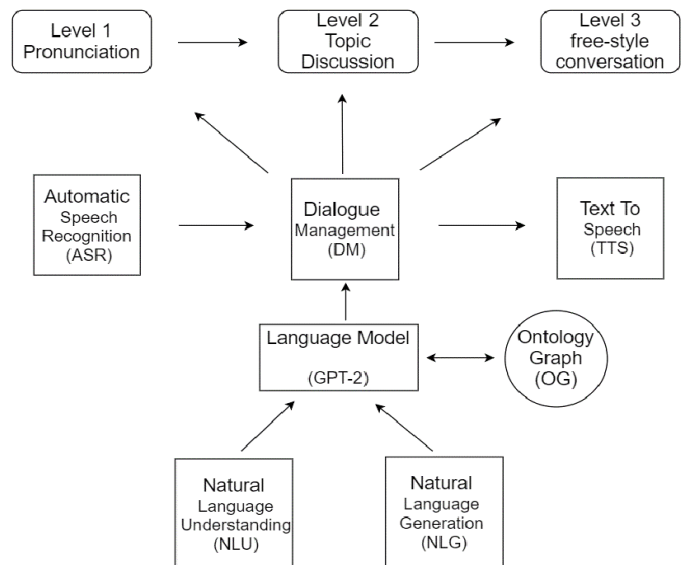 Level 1
Pronunciation
Level 2
Topic
Discussion
Level 3
free-style
conversation
Automatic
Speech
Recognition
(ASR)
Dialogue
Management
(DM)
Text To
Speech
(TTS)
Language Model
(GPT-2)
Ontology
Graph
(OG)
Natural
Language
Understanding
(NLU)
Natural
Language
Generation
(NLG)